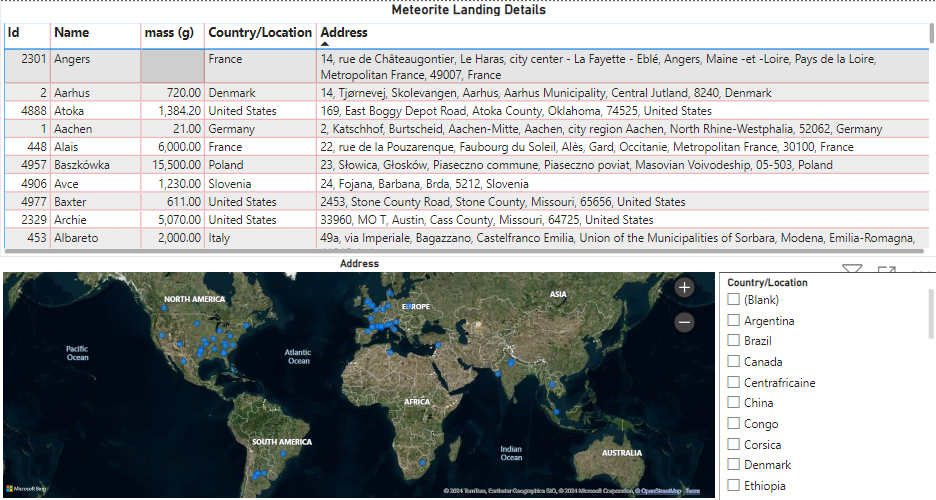 Meteorite Landing Details
Id Name mass (g) Country/Location Address
2301 Angers France 14, rue de Châteaugontier, Le Haras, city center - La Fayette - Eblé, Angers, Maine -et -Loire, Pays de la Loire,
Metropolitan France, 49007, France
2 Aarhus 720.00 Denmark 14, Tjørnevej, Skolevangen, Aarhus, Aarhus Municipality, Central Jutland, 8240, Denmark
4888 Atoka 1,384.20 United States 169, East Boggy Depot Road, Atoka County, Oklahoma, 74525, United States
1 Aachen 21.00 Germany 2, Katschhof, Burtscheid, Aachen-Mitte, Aachen, city region Aachen, North Rhine-Westphalia, 52062, Germany
448 Alais 6,000.00 France 22, rue de la Pouzarenque, Faubourg du Soleil, Alès, Gard, Occitanie, Metropolitan France, 30100, France
4957 Baszkówka 15,500.00 Poland 23, Słowica, Głosków, Piaseczno commune, Piaseczno poviat, Masovian Voivodeship, 05-503, Poland
4906 Avce 1,230.00 Slovenia 24, Fojana, Barbana, Brda, 5212, Slovenia
4977 Baxter 611.00 United States 2453, Stone County Road, Stone County, Missouri, 65656, United States
2329 Archie 5,070.00 United States 33960, MO T, Austin, Cass County, Missouri, 64725, United States
453 Albareto 2,000.00 Italy 49a, via Imperiale, Bagazzano, Castelfranco Emilia, Union of the Municipalities of Sorbara, Modena, Emilia-Romagna,
Address
NORTH AMERICA
EUROPE
ASIA
Pacific
Ocean
Atlantic
Ocean
AFRICA
SOUTH AMERICA
Indian
Ocean
AUSTRALIA
Microsoft Bing
© 2024 TomTom, Earthstar Geographics SIO, © 2024 Microsoft Corporation, © OpenStreetMap Terms
Country/Location
(Blank)
Argentina
Brazil
Canada
Centrafricaine
China
Congo
Corsica
Denmark
Ethiopia